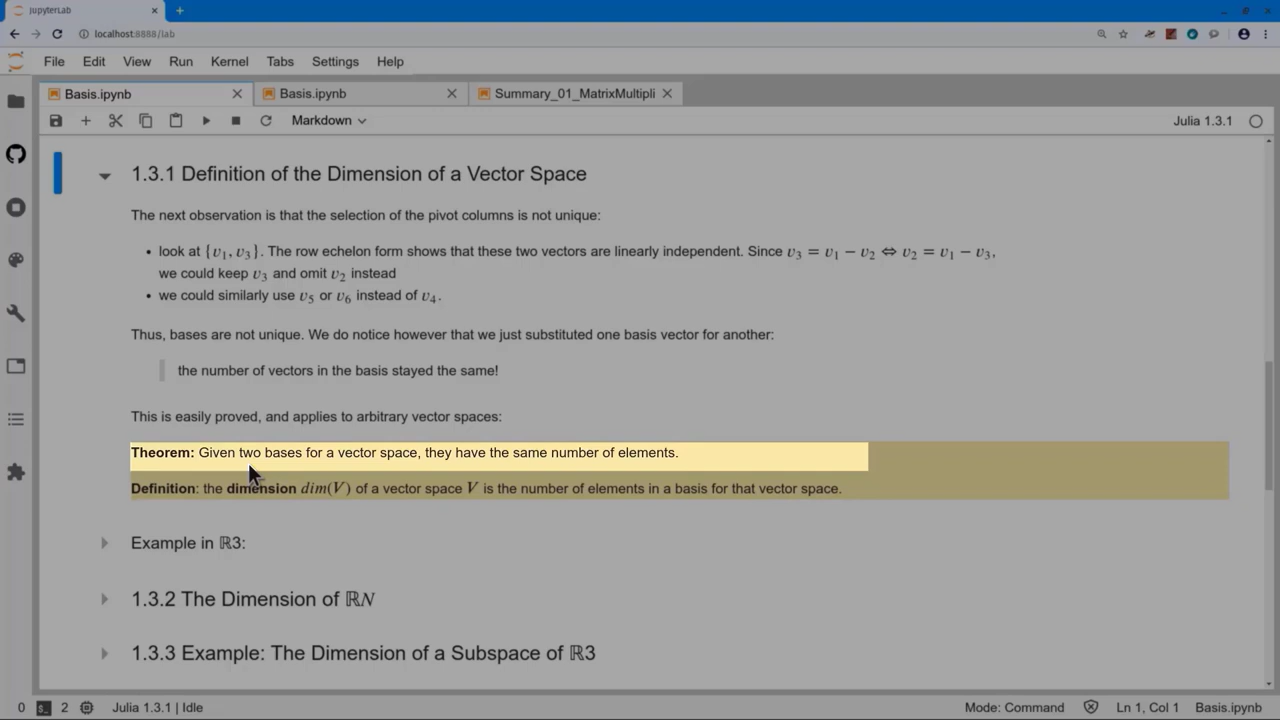 JupyterLab
localhost:8888/lab
File Edit View Run Kernel Tabs Settings Help
Basis.ipynb Basis.ipynb Summary_01_MatrixMultipli
Markdown Julia 1.3.1
1.3.1 Definition of the Dimension of a Vector Space
The next observation is that the selection of the pivot columns is not unique:
• look at {v₁, v₃}. The row echelon form shows that these two vectors are linearly independent. Since v₃ = v₁ − v₂ ⇔ v₂ = v₁ − v₃,
we could keep v₃ and omit v₂ instead
• we could similarly use v₅ or v₆ instead of v₄.
Thus, bases are not unique. We do notice however that we just substituted one basis vector for another:
the number of vectors in the basis stayed the same!
This is easily proved, and applies to arbitrary vector spaces:
Theorem: Given two bases for a vector space, they have the same number of elements.
Definition: the dimension dim(V) of a vector space V is the number of elements in a basis for that vector space.
Example in ℝ3:
1.3.2 The Dimension of ℝN
1.3.3 Example: The Dimension of a Subspace of ℝ3
0 2 Julia 1.3.1 | Idle Mode: Command Ln 1, Col 1 Basis.ipynb